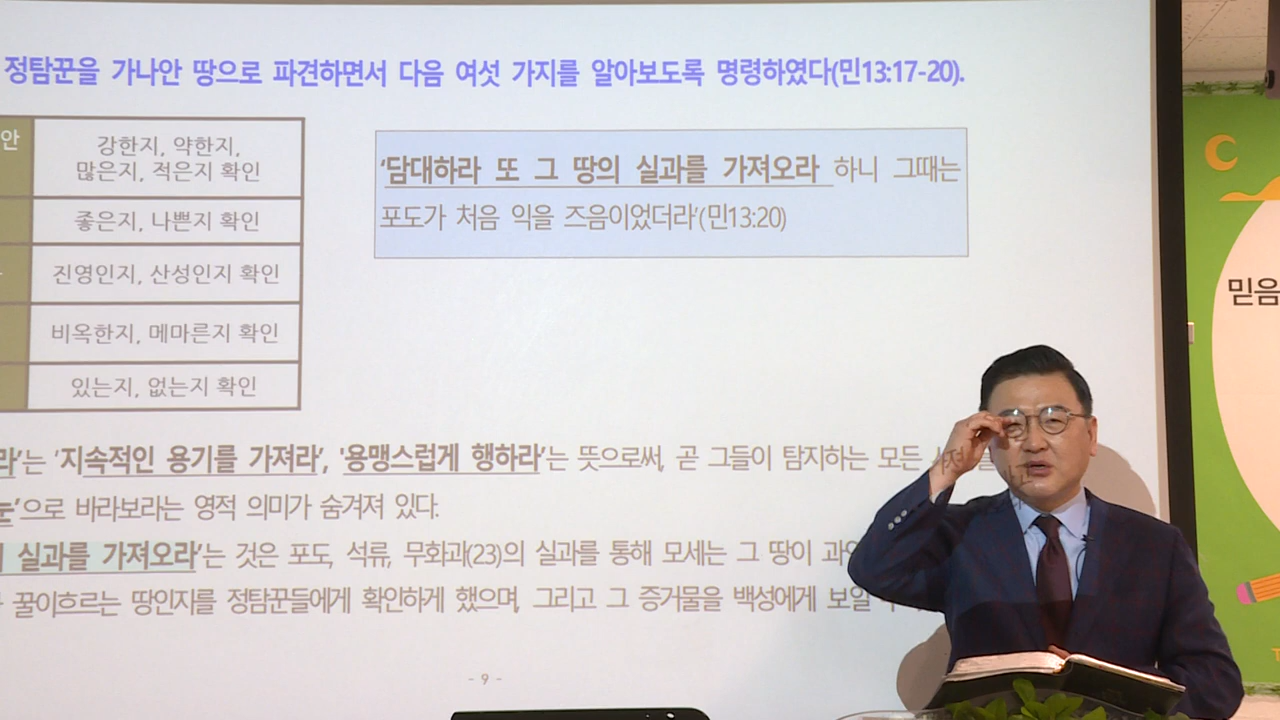 정탐꾼을 가나안 땅으로 파견하면서 다음 여섯 가지를 알아보도록 명령하였다(민13:17-20).
안
강한지, 약한지,
많은지, 적은지 확인
좋은지, 나쁜지 확인
진영인지, 산성인지 확인
비옥한지, 메마른지 확인
있는지, 없는지 확인
'담대하라 또 그 땅의 실과를 가져오라 하니 그때는
포도가 처음 익을 즈음이었더라'(민13:20)
라'는 '지속적인 용기를 가져라', '용맹스럽게 행하라'는 뜻으로써, 곧 그들이 탐지하는 모든
눈'으로 바라보라는 영적 의미가 숨겨져 있다.
실과를 가져오라'는 것은 포도, 석류, 무화과(23)의 실과를 통해 모세는 그 땅이
꿀이흐르는 땅인지를 정탐꾼들에게 확인하게 했으며, 그리고 그 증거물을 백성에게 보일
- 9 -
믿음